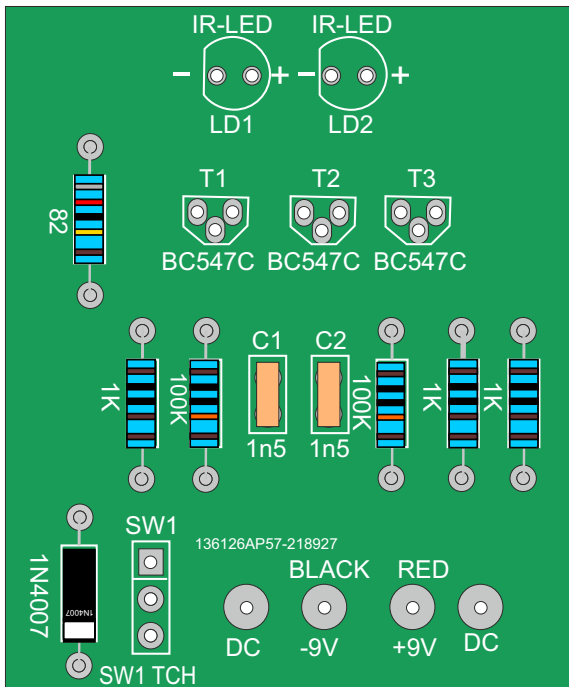 IR-LED IR-LED
- + - +
LD1 LD2
T1 T2 T3
82
BC547C BC547C BC547C
C1 C2
1K 100K 100K 1K 1K
1n5 1n5
SW1
136126AP57-218927
1N4007
1N4007
BLACK RED
DC -9V +9V DC
SW1 TCH